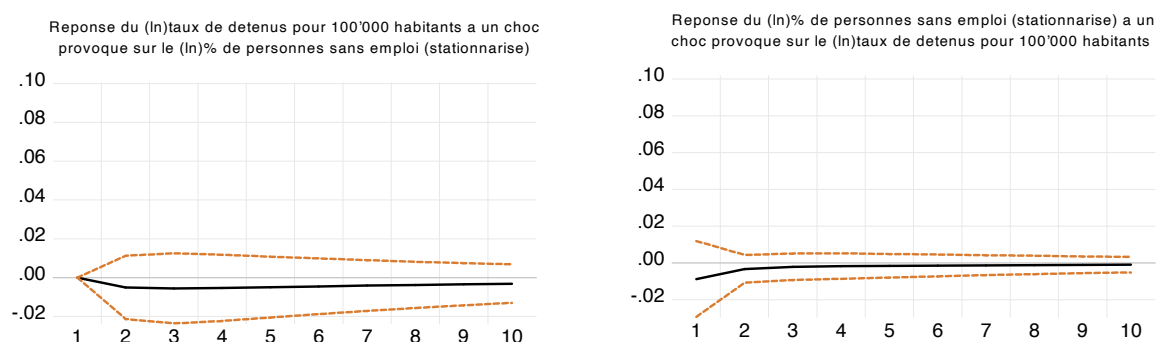 Reponse du (ln)taux de detenus pour 100'000 habitants a un choc
provoque sur le (ln)% de personnes sans emploi (stationnarise)
.10
.08
.06
.04
.02
.00
-.02
1 2 3 4 5 6 7 8 9 10
Reponse du (ln)% de personnes sans emploi (stationnarise) a un
choc provoque sur le (ln)taux de detenus pour 100'000 habitants
.10
.08
.06
.04
.02
.00
-.02
1 2 3 4 5 6 7 8 9 10